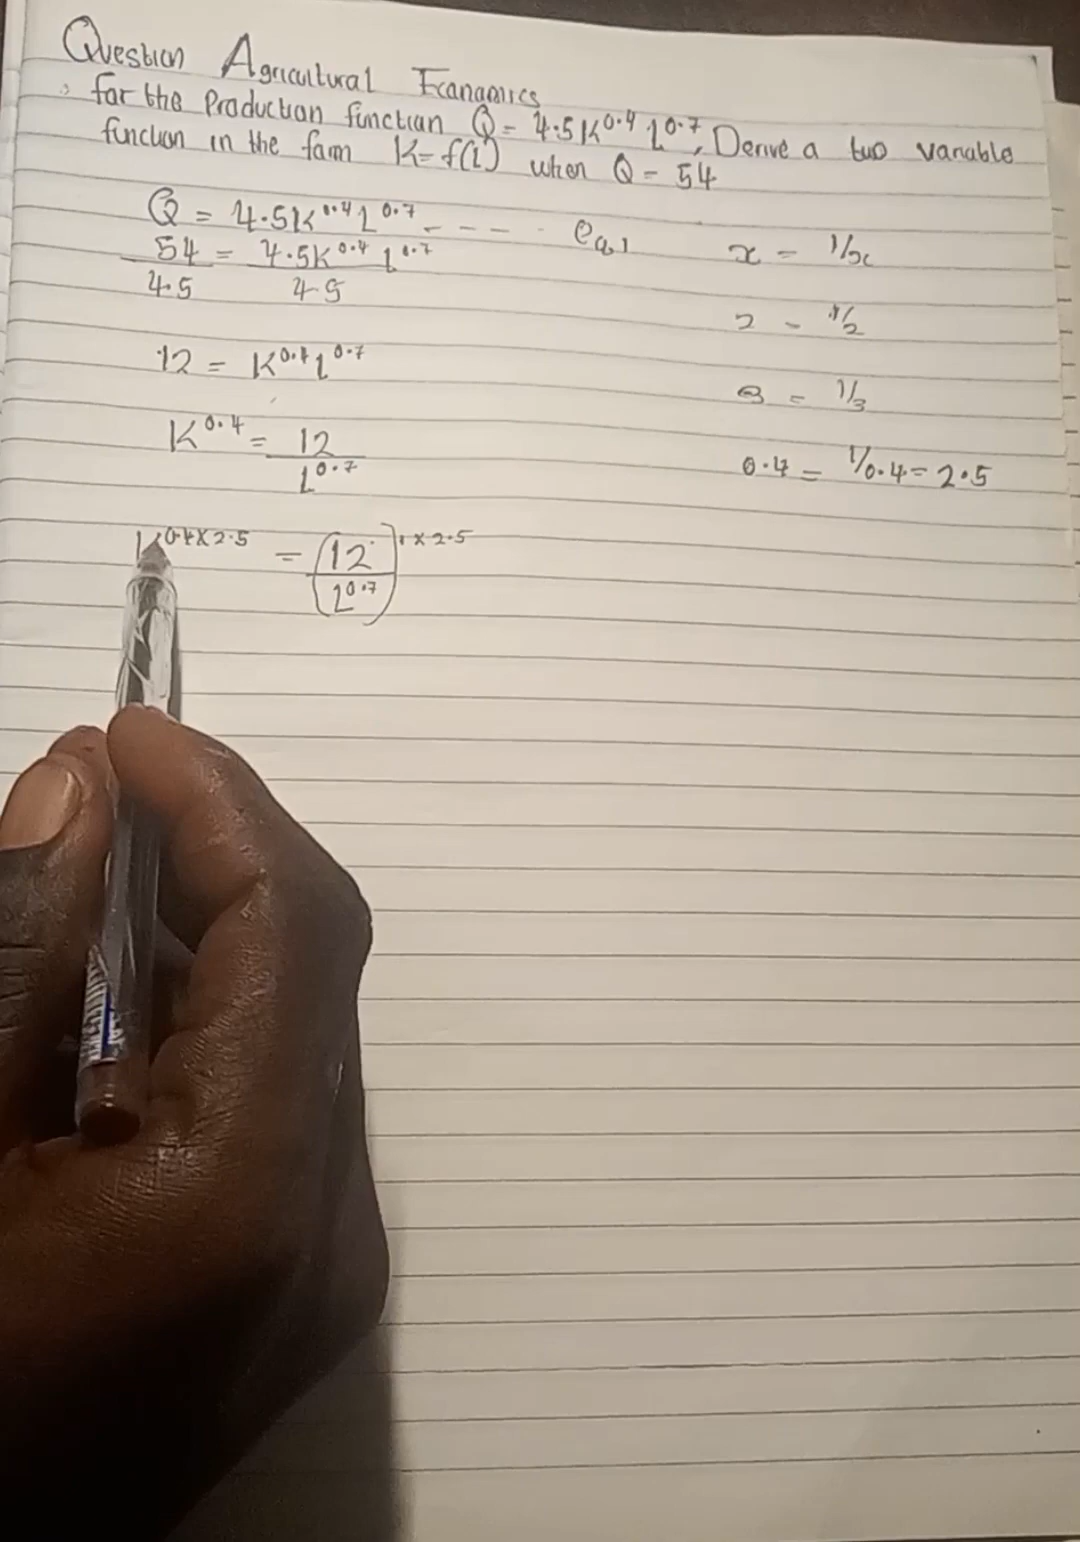 Question Agricultural Economics
For the Production function Q = 4.5K^0.4 L^0.7, Derive a two variable
function in the form K = f(L) when Q = 54
Q = 4.5K^0.4 L^0.7 - - - - eq 1
54 = 4.5K^0.4 L^0.7
4.5 4.5
12 = K^0.4 L^0.7
K^0.4 = 12
L^0.7
K^0.4×2.5 = (12)^1×2.5
(L^0.7)
x = 1/x
2 - 1/2
3 = 1/3
0.4 = 1/0.4 = 2.5